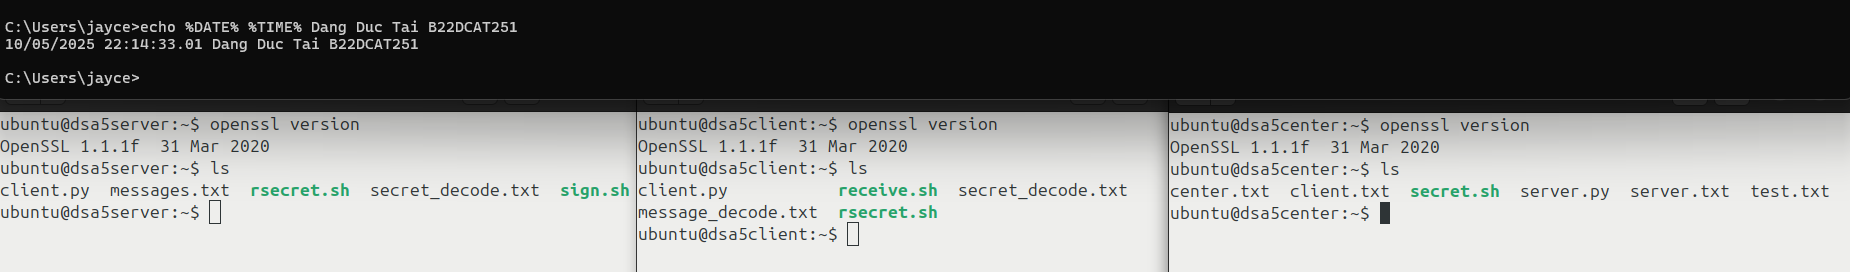 C:\Users\jayce>echo %DATE% %TIME% Dang Duc Tai B22DCAT251
10/05/2025 22:14:33.01 Dang Duc Tai B22DCAT251
C:\Users\jayce>
ubuntu@dsa5server:~$ openssl version
OpenSSL 1.1.1f  31 Mar 2020
ubuntu@dsa5server:~$ ls
client.py  messages.txt  rsecret.sh  secret_decode.txt  sign.sh
ubuntu@dsa5server:~$
ubuntu@dsa5client:~$ openssl version
OpenSSL 1.1.1f  31 Mar 2020
ubuntu@dsa5client:~$ ls
client.py           receive.sh  secret_decode.txt
message_decode.txt  rsecret.sh
ubuntu@dsa5client:~$
ubuntu@dsa5center:~$ openssl version
OpenSSL 1.1.1f  31 Mar 2020
ubuntu@dsa5center:~$ ls
center.txt  client.txt  secret.sh  server.py  server.txt  test.txt
ubuntu@dsa5center:~$